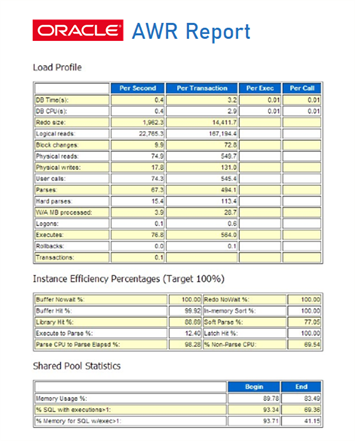 ORACLE AWR Report
Load Profile
Per Second Per Transaction Per Exec Per Call
DB Time(s): 0.4 3.2 0.01 0.01
DB CPU(s): 0.4 2.9 0.01 0.01
Redo size: 1,962.3 14,411.7
Logical reads: 22,765.3 167,194.4
Block changes: 9.9 72.8
Physical reads: 74.9 549.7
Physical writes: 17.8 131.0
User calls: 74.3 545.4
Parses: 67.3 494.1
Hard parses: 15.4 113.4
W/A MB processed: 3.9 28.7
Logons: 0.1 0.6
Executes: 76.8 564.0
Rollbacks: 0.0 0.1
Transactions: 0.1
Instance Efficiency Percentages (Target 100%)
Buffer Nowait %: 100.00 Redo NoWait %: 100.00
Buffer Hit %: 99.92 In-memory Sort %: 100.00
Library Hit %: 88.69 Soft Parse %: 77.05
Execute to Parse %: 12.40 Latch Hit %: 100.00
Parse CPU to Parse Elapsd %: 98.28 % Non-Parse CPU: 69.54
Shared Pool Statistics
Begin End
Memory Usage %: 89.78 83.49
% SQL with executions>1: 93.34 69.36
% Memory for SQL w/exec>1: 93.71 41.15